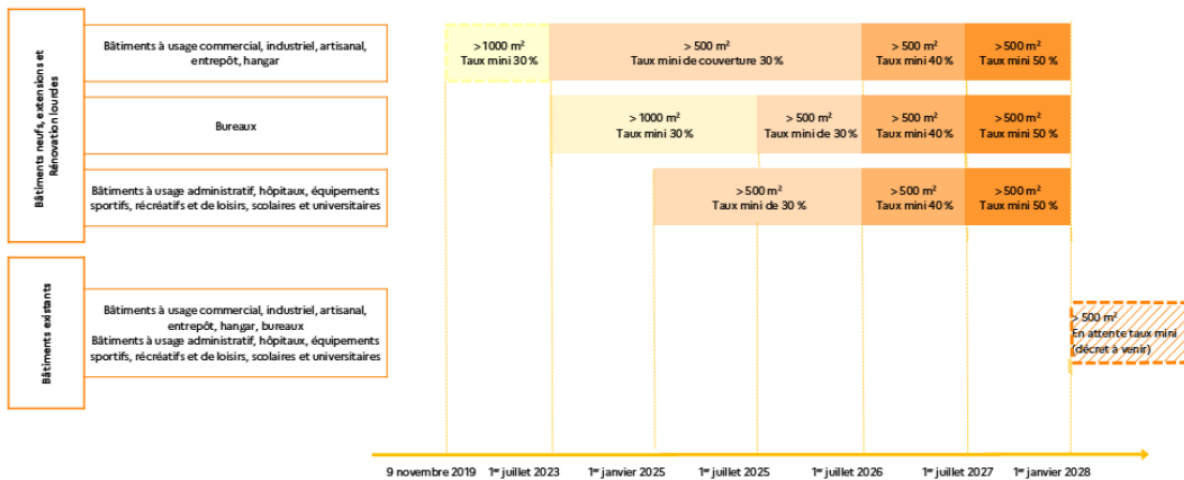 Bâtiments neufs, extensions et
Rénovation lourdes
Bâtiments à usage commercial, industriel, artisanal,
entrepôt, hangar
> 1000 m²
Taux mini 30 %
> 500 m²
Taux mini de couverture 30 %
> 500 m²
Taux mini 40 %
> 500 m²
Taux mini 50 %
Bureaux
> 1000 m²
Taux mini 30 %
> 500 m²
Taux mini de 30 %
> 500 m²
Taux mini 40 %
> 500 m²
Taux mini 50 %
Bâtiments à usage administratif, hôpitaux, équipements
sportifs, récréatifs et de loisirs, scolaires et universitaires
> 500 m²
Taux mini de 30 %
> 500 m²
Taux mini 40 %
> 500 m²
Taux mini 50 %
Bâtiments existants
Bâtiments à usage commercial, industriel, artisanal,
entrepôt, hangar, bureaux
Bâtiments à usage administratif, hôpitaux, équipements
sportifs, récréatifs et de loisirs, scolaires et universitaires
> 500 m²
En attente taux mini
(décret à venir)
9 novembre 2019
1er juillet 2023
1er janvier 2025
1er juillet 2025
1er juillet 2026
1er juillet 2027
1er janvier 2028